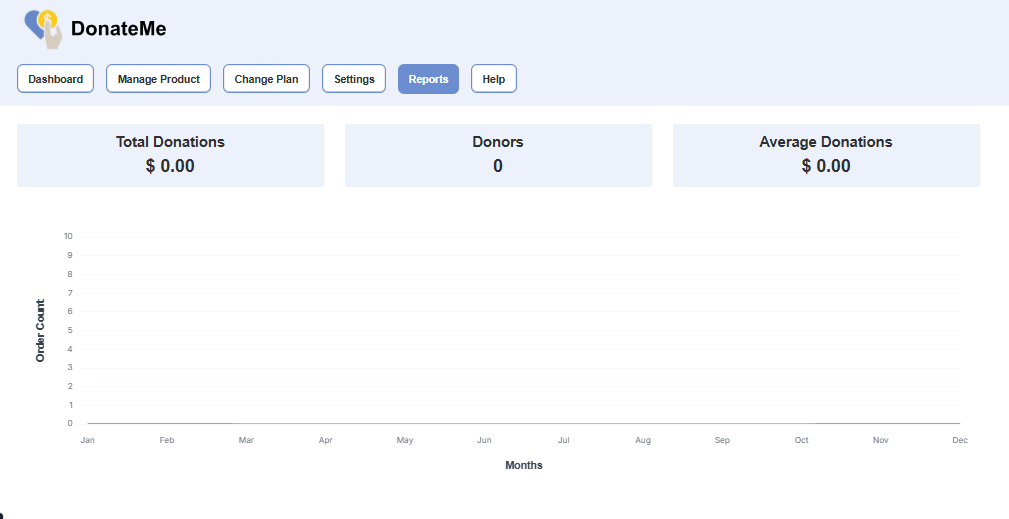 DonateMe
Dashboard Manage Product Change Plan Settings Reports Help
Total Donations Donors Average Donations
$ 0.00 0 $ 0.00
10
9
8
7
6
5
4
3
2
1
0
Order Count
Jan Feb Mar Apr May Jun Jul Aug Sep Oct Nov Dec
Months